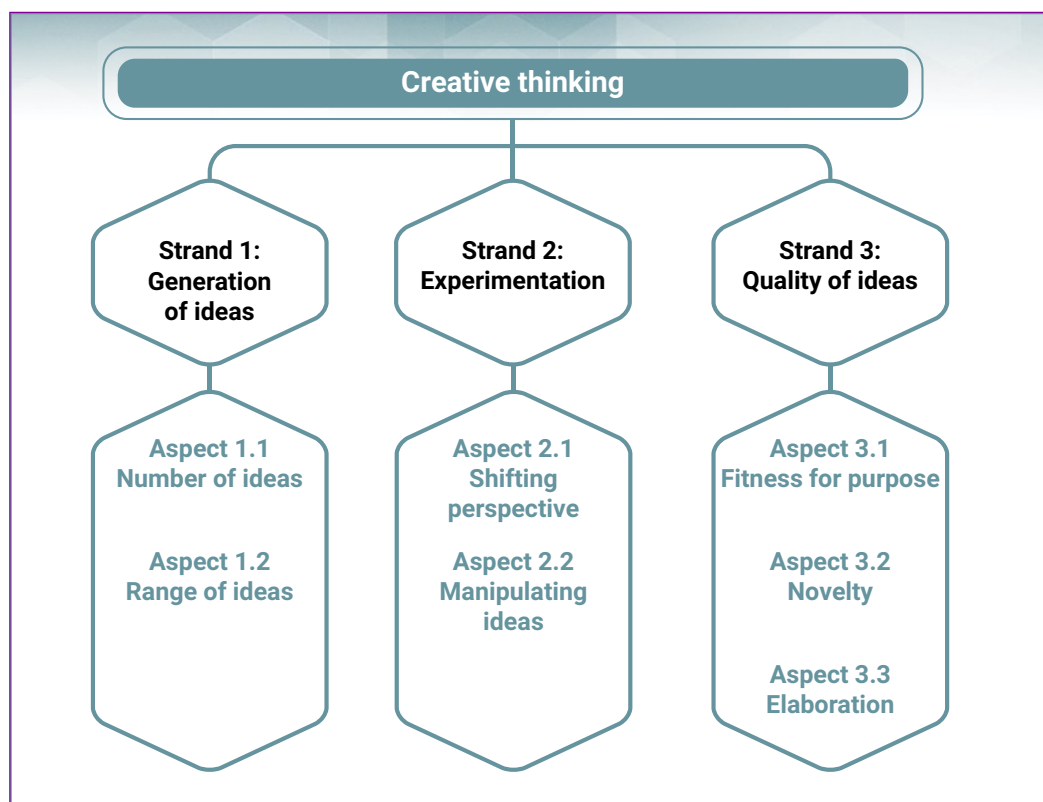 Creative thinking
Strand 1:
Generation
of ideas
Strand 2:
Experimentation
Strand 3:
Quality of ideas
Aspect 1.1
Number of ideas
Aspect 1.2
Range of ideas
Aspect 2.1
Shifting
perspective
Aspect 2.2
Manipulating
ideas
Aspect 3.1
Fitness for purpose
Aspect 3.2
Novelty
Aspect 3.3
Elaboration